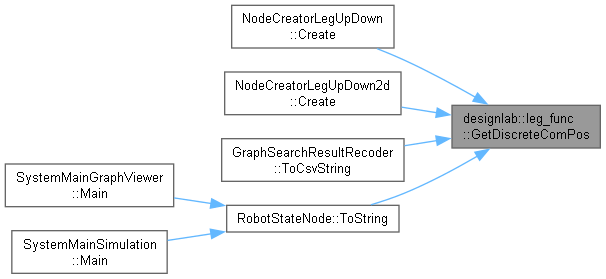 NodeCreatorLegUpDown
::Create
NodeCreatorLegUpDown2d
::Create
designlab::leg_func
::GetDiscreteComPos
GraphSearchResultRecoder
::ToCsvString
SystemMainGraphViewer
::Main
RobotStateNode::ToString
SystemMainSimulation
::Main